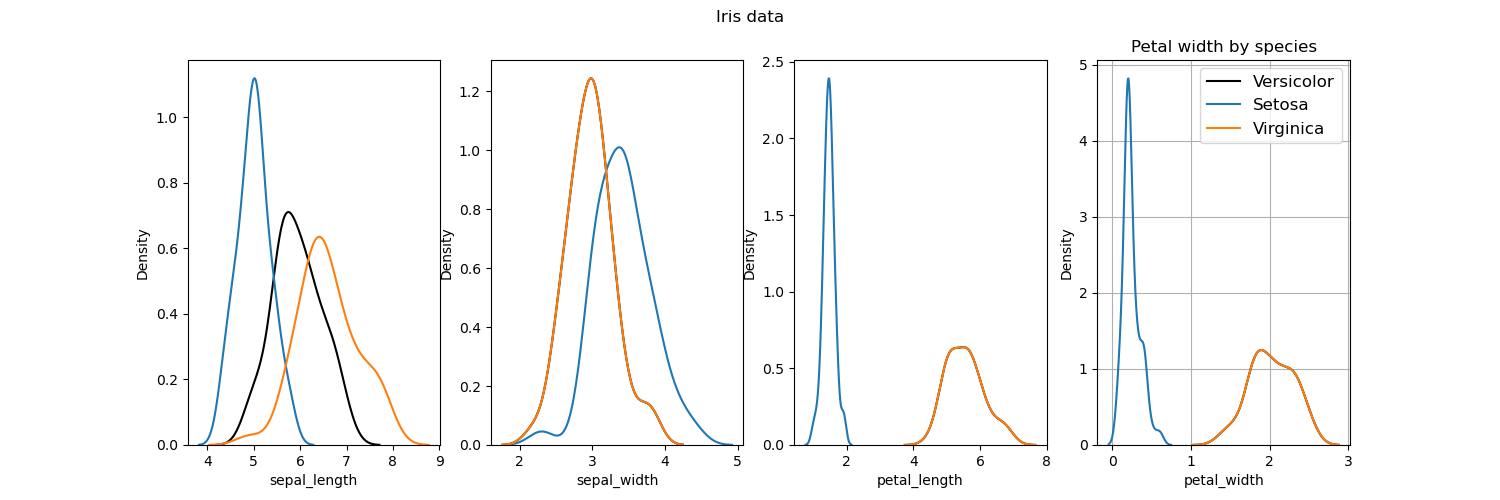 Iris data
Density
1.0
0.8
0.6
0.4
0.2
0.0
4 5 6 7 8 9
sepal_length
Density
1.2
1.0
0.8
0.6
0.4
0.2
0.0
2 3 4 5
sepal_width
Density
2.5
2.0
1.5
1.0
0.5
0.0
2 4 6 8
petal_length
Petal width by species
Density
5
4
3
2
1
0
Versicolor
Setosa
Virginica
0 1 2 3
petal_width